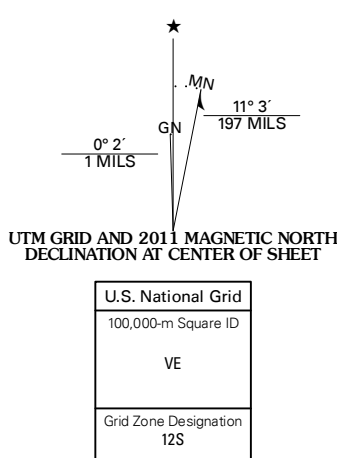 ★
MN
11° 3´
197 MILS
GN
0° 2´
1 MILS
UTM GRID AND 2011 MAGNETIC NORTH
DECLINATION AT CENTER OF SHEET
U.S. National Grid
100,000-m Square ID
VE
Grid Zone Designation
12S